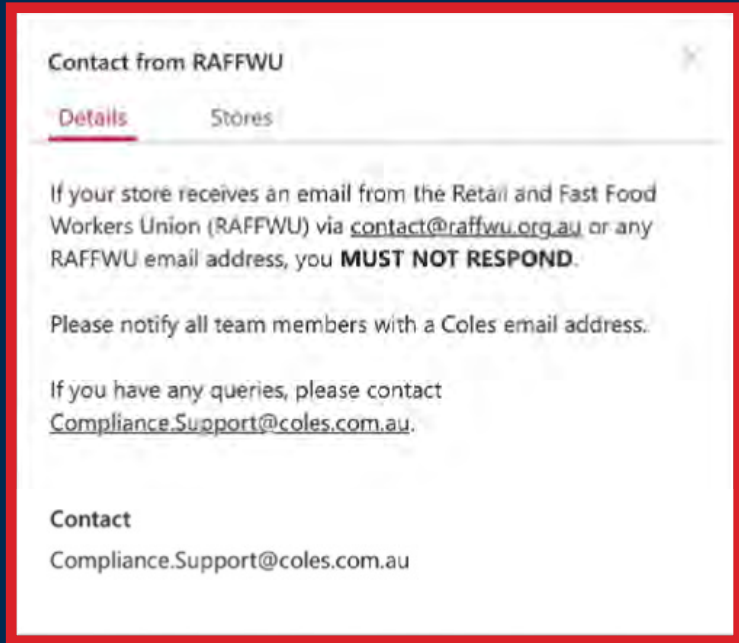 Contact from RAFFWU
Details Stores
If your store receives an email from the Retail and Fast Food
Workers Union (RAFFWU) via contact@raffwu.org.au or any
RAFFWU email address, you MUST NOT RESPOND.
Please notify all team members with a Coles email address.
If you have any queries, please contact
Compliance.Support@coles.com.au.
Contact
Compliance.Support@coles.com.au